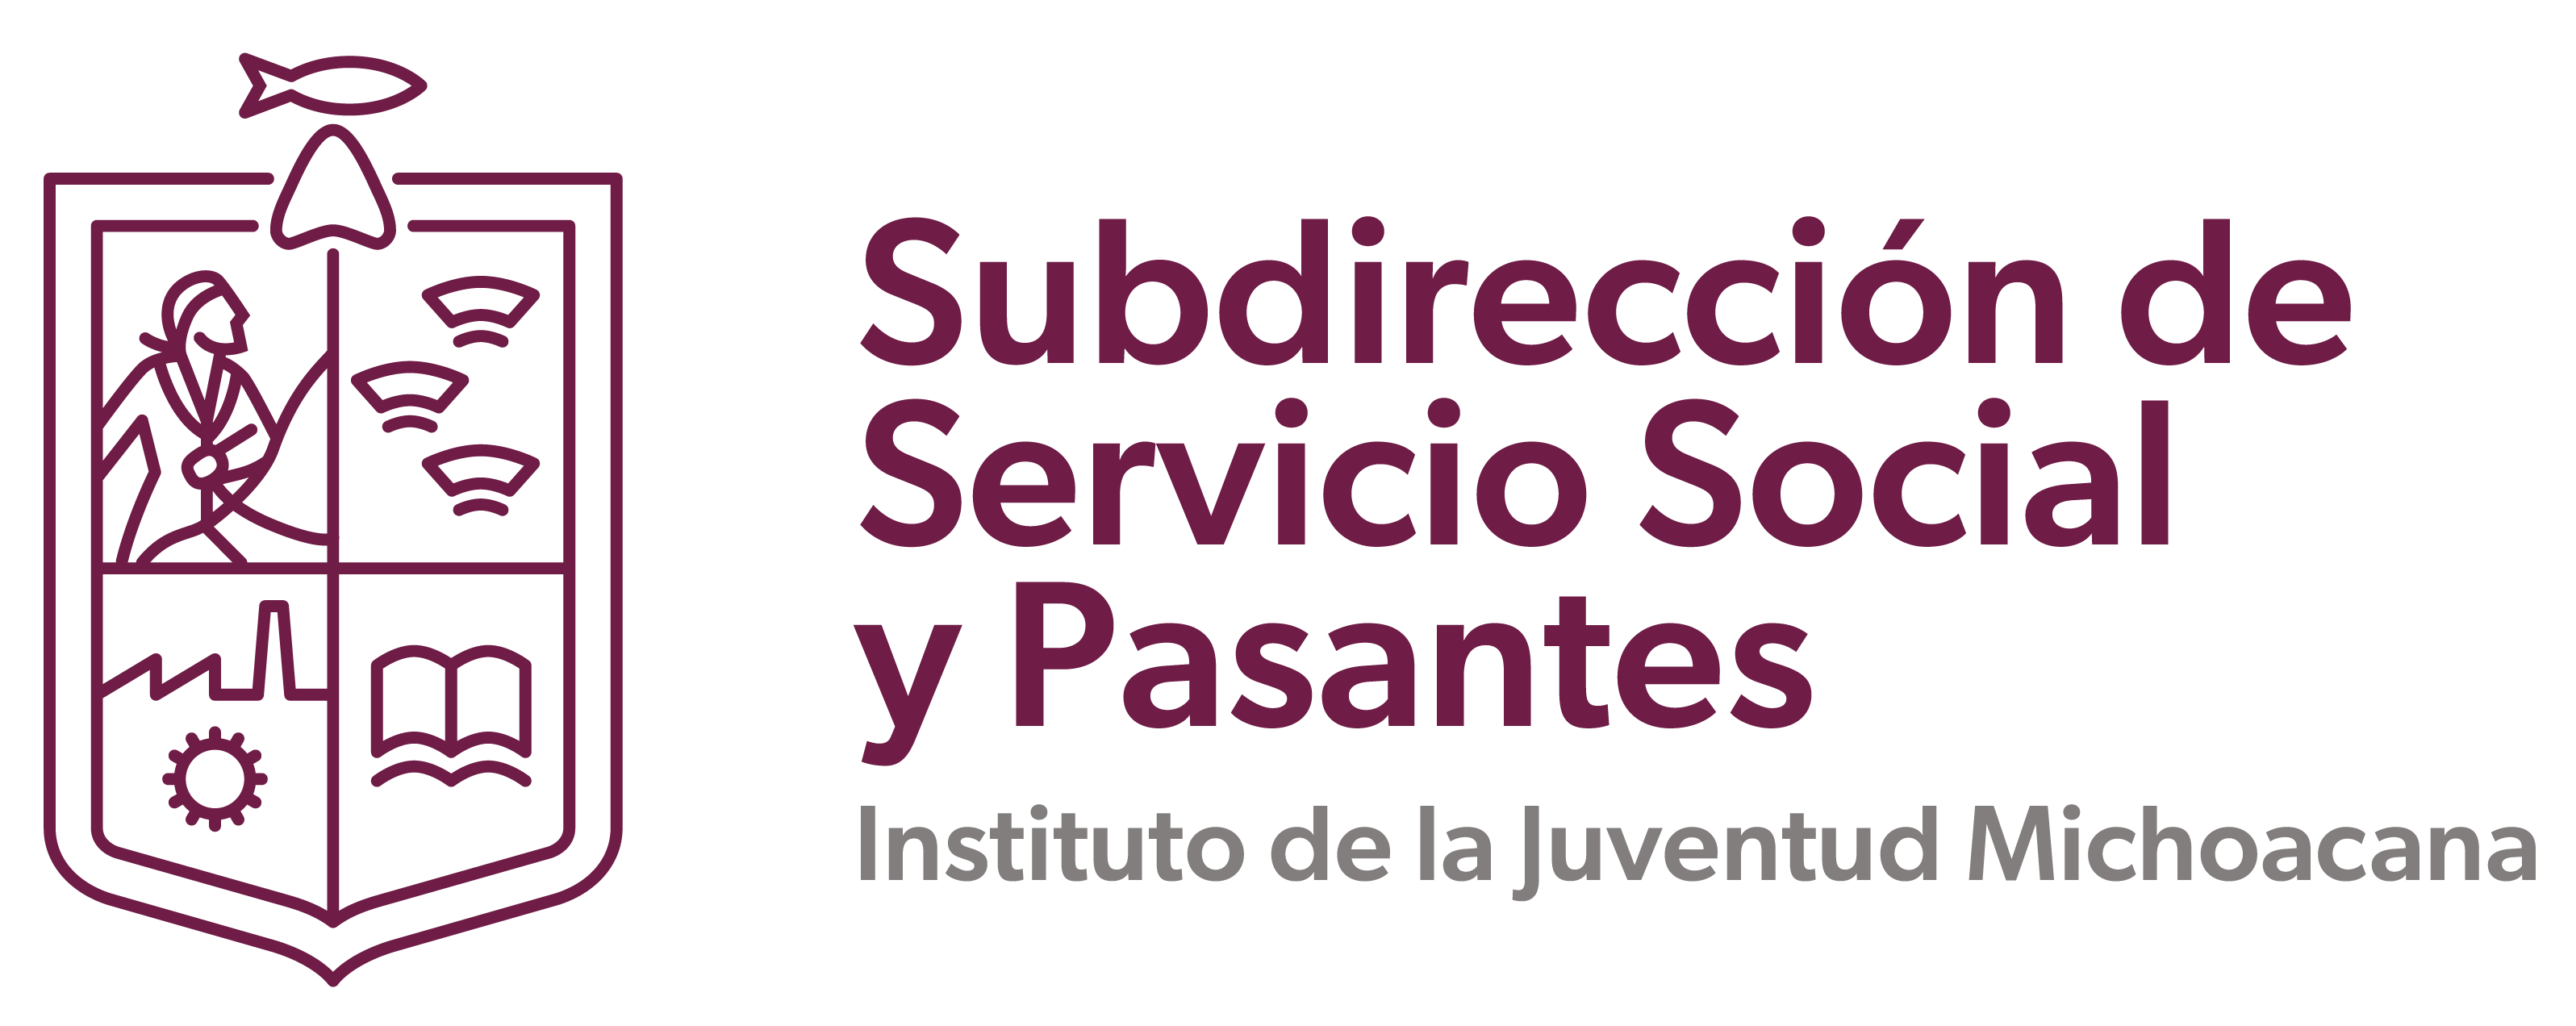 Subdirección de
Servicio Social
y Pasantes
Instituto de la Juventud Michoacana